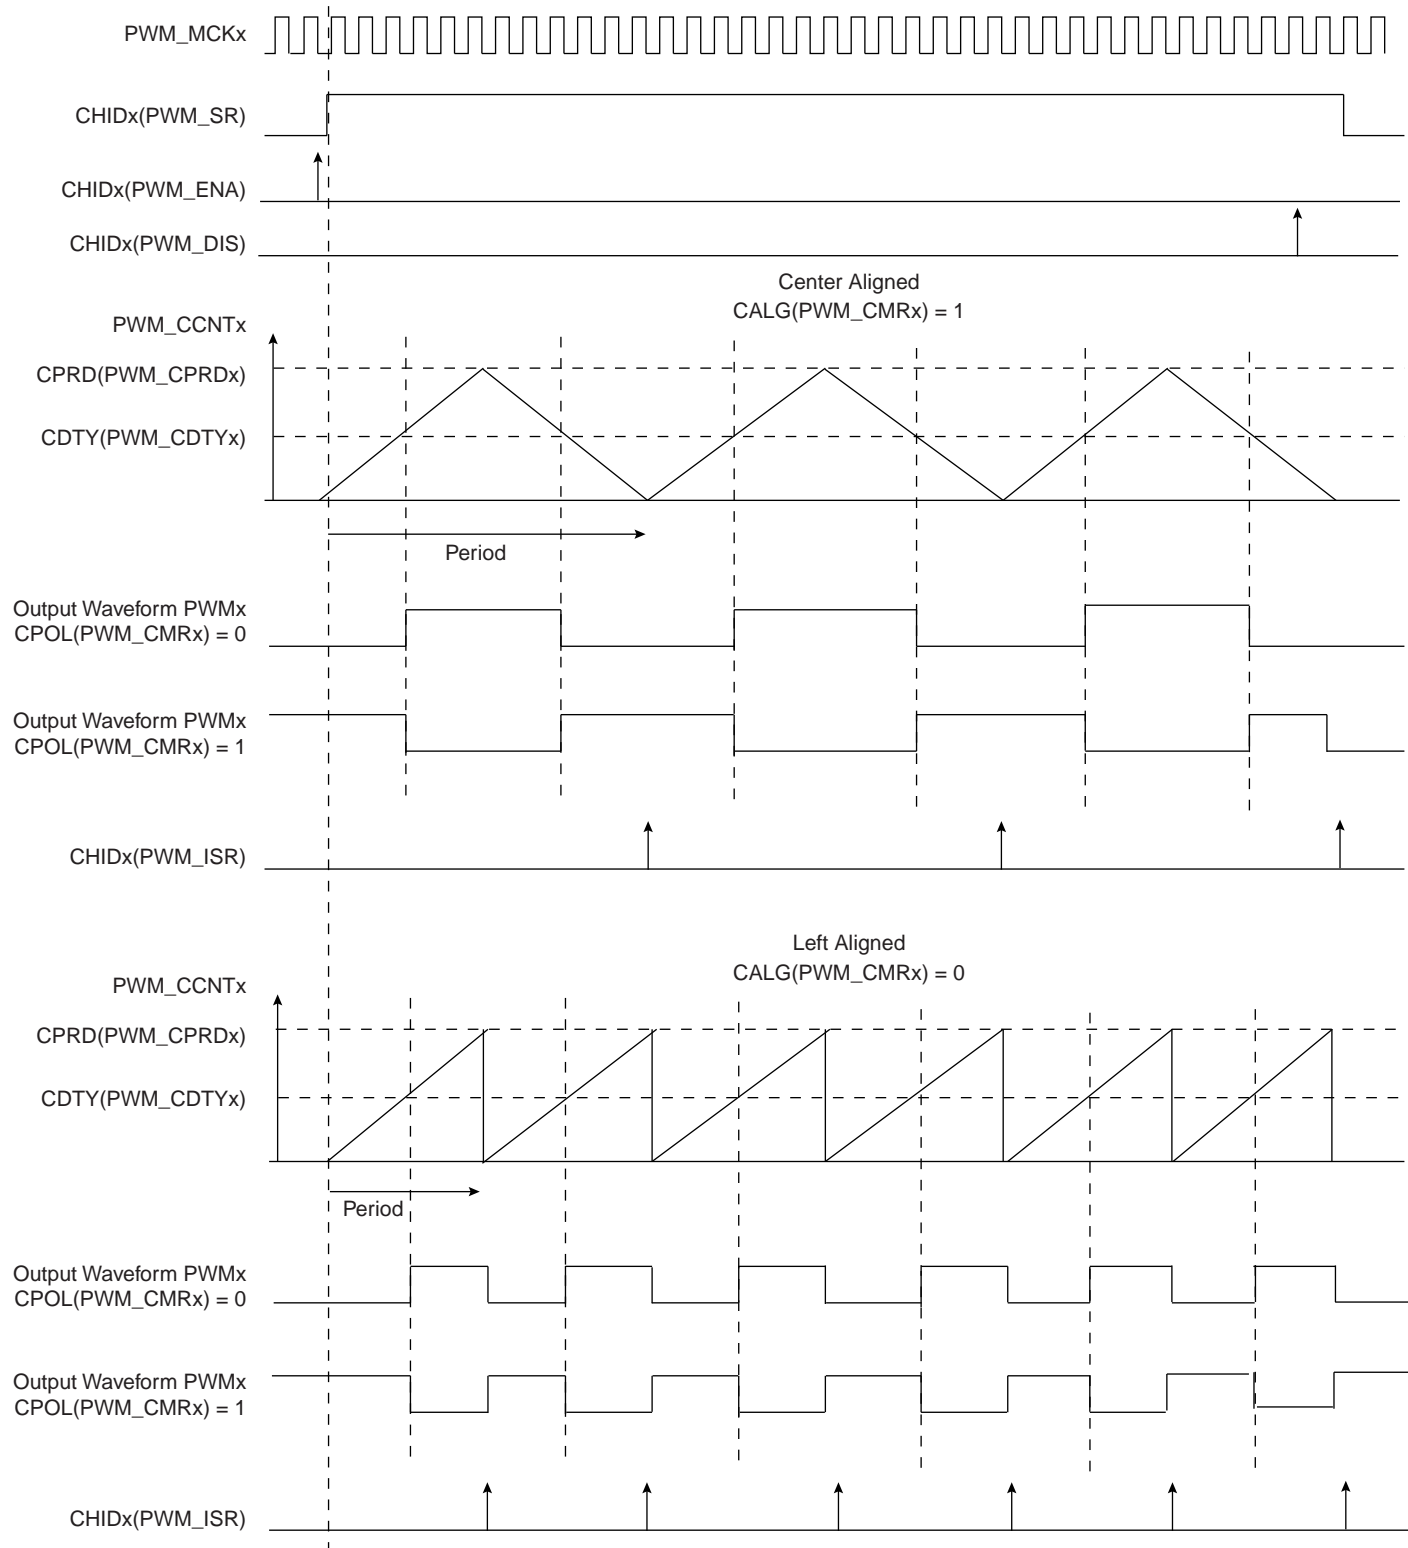 PWM_MCKx
CHIDx(PWM_SR)
CHIDx(PWM_ENA)
CHIDx(PWM_DIS)
Center Aligned
CALG(PWM_CMRx) = 1
PWM_CCNTx
CPRD(PWM_CPRDx)
CDTY(PWM_CDTYx)
Period
Output Waveform PWMx
CPOL(PWM_CMRx) = 0
Output Waveform PWMx
CPOL(PWM_CMRx) = 1
CHIDx(PWM_ISR)
Left Aligned
CALG(PWM_CMRx) = 0
PWM_CCNTx
CPRD(PWM_CPRDx)
CDTY(PWM_CDTYx)
Period
Output Waveform PWMx
CPOL(PWM_CMRx) = 0
Output Waveform PWMx
CPOL(PWM_CMRx) = 1
CHIDx(PWM_ISR)